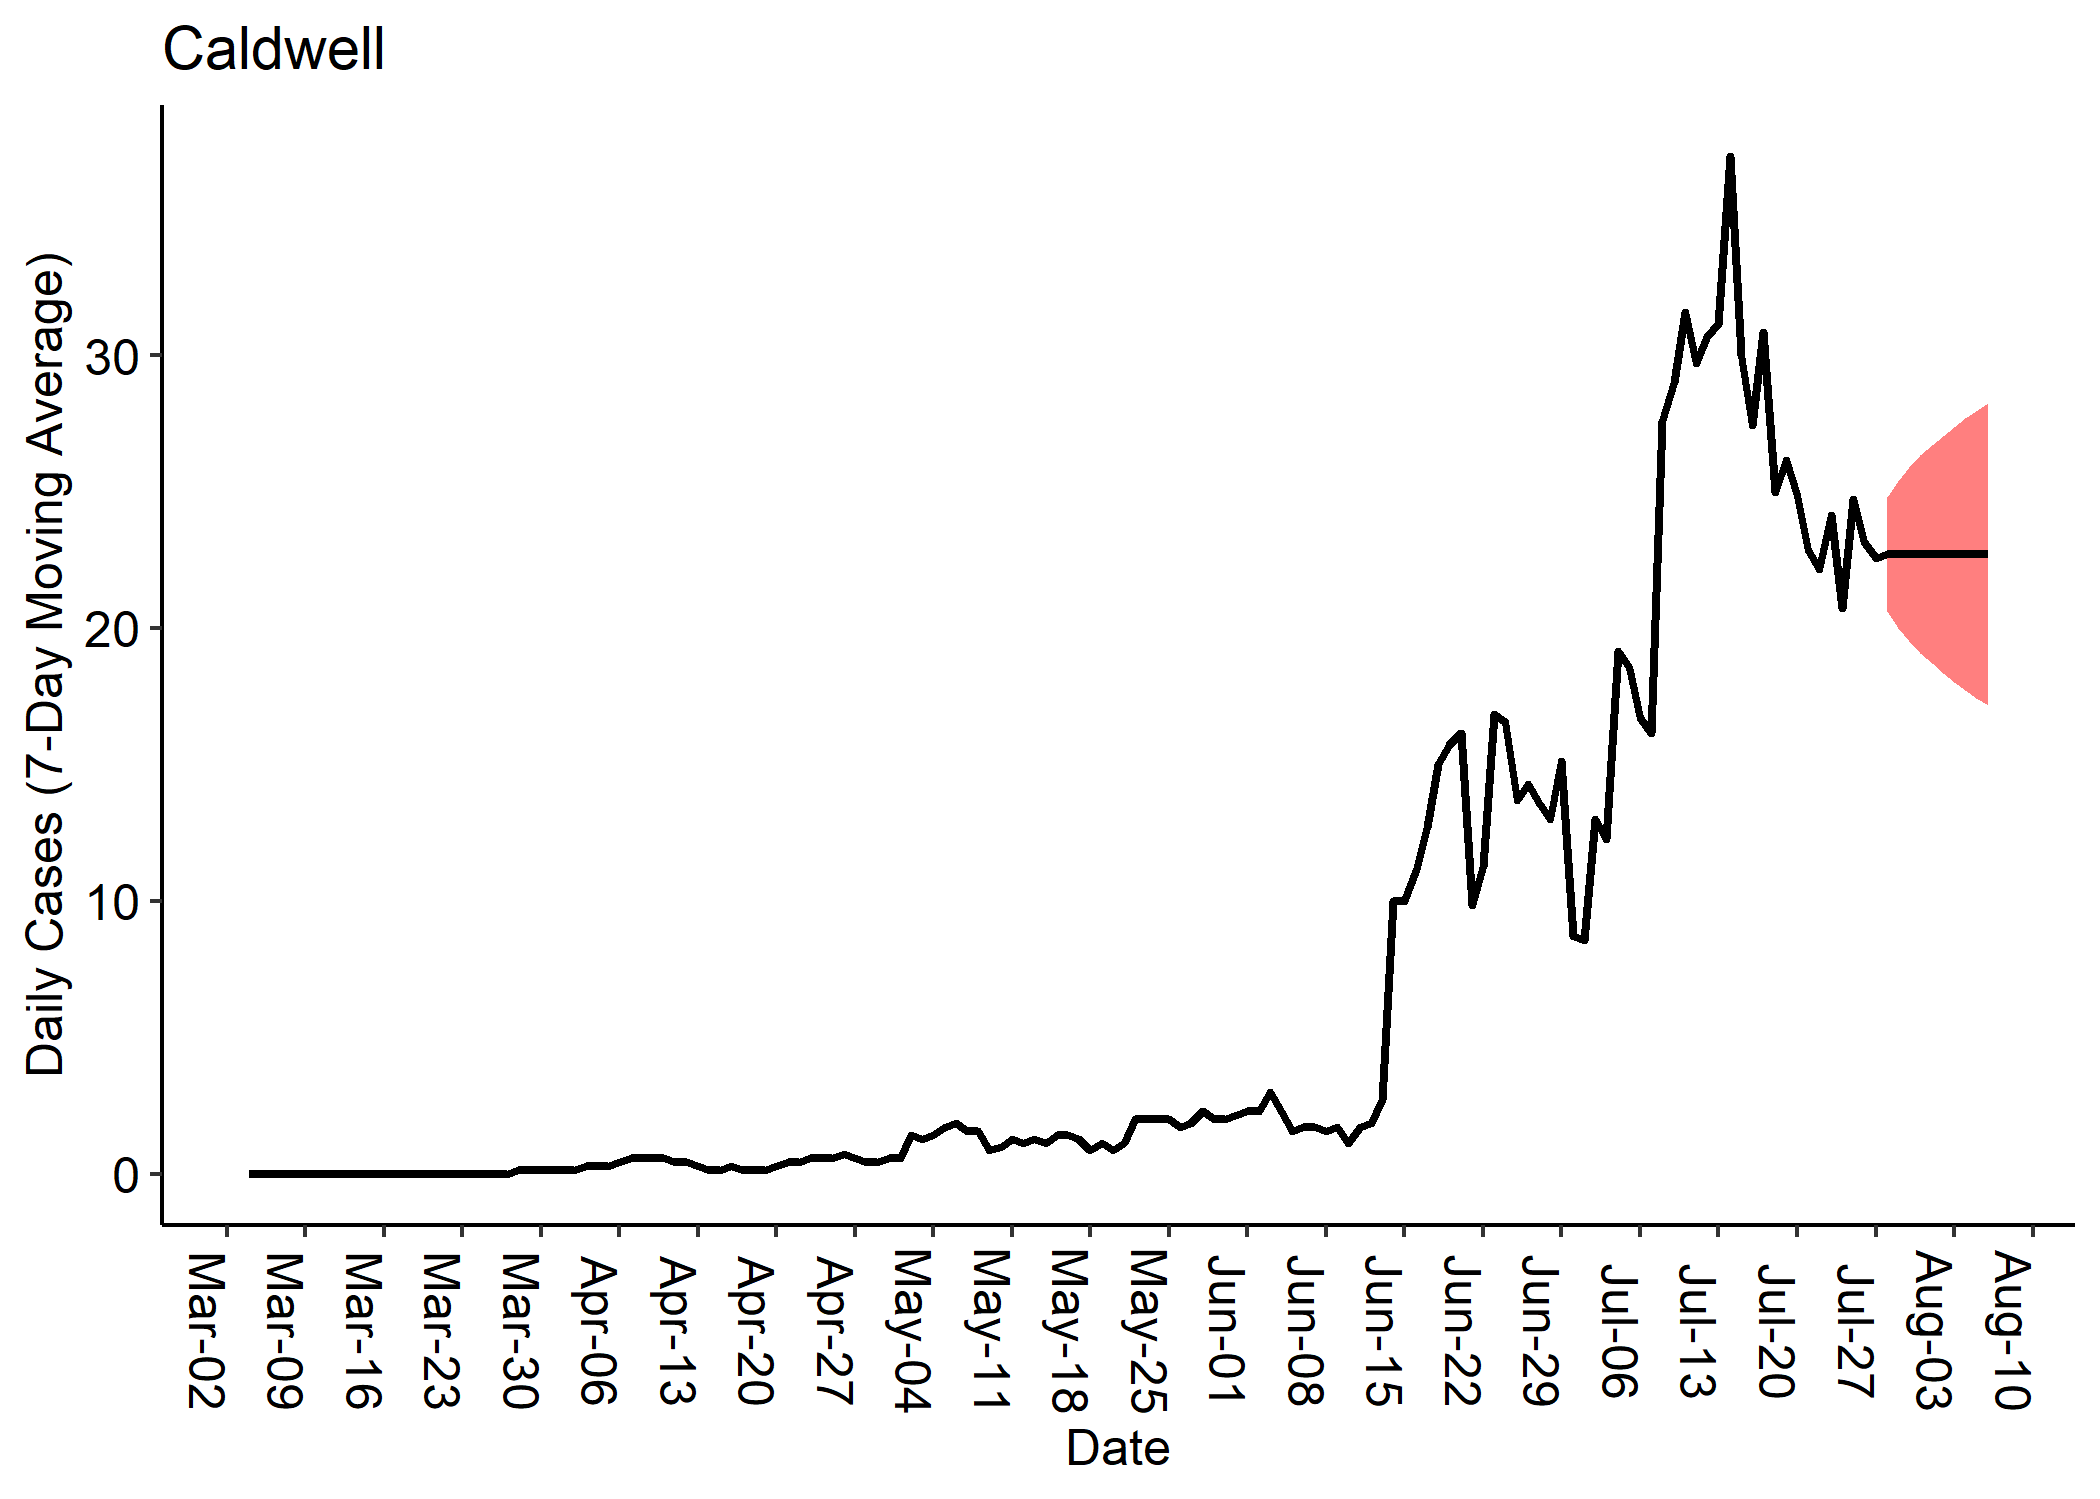 Caldwell
Daily Cases (7-Day Moving Average)
30
20
10
0
Mar-02
Mar-09
Mar-16
Mar-23
Mar-30
Apr-06
Apr-13
Apr-20
Apr-27
May-04
May-11
May-18
May-25
Jun-01
Jun-08
Jun-15
Jun-22
Jun-29
Jul-06
Jul-13
Jul-20
Jul-27
Aug-03
Aug-10
Date